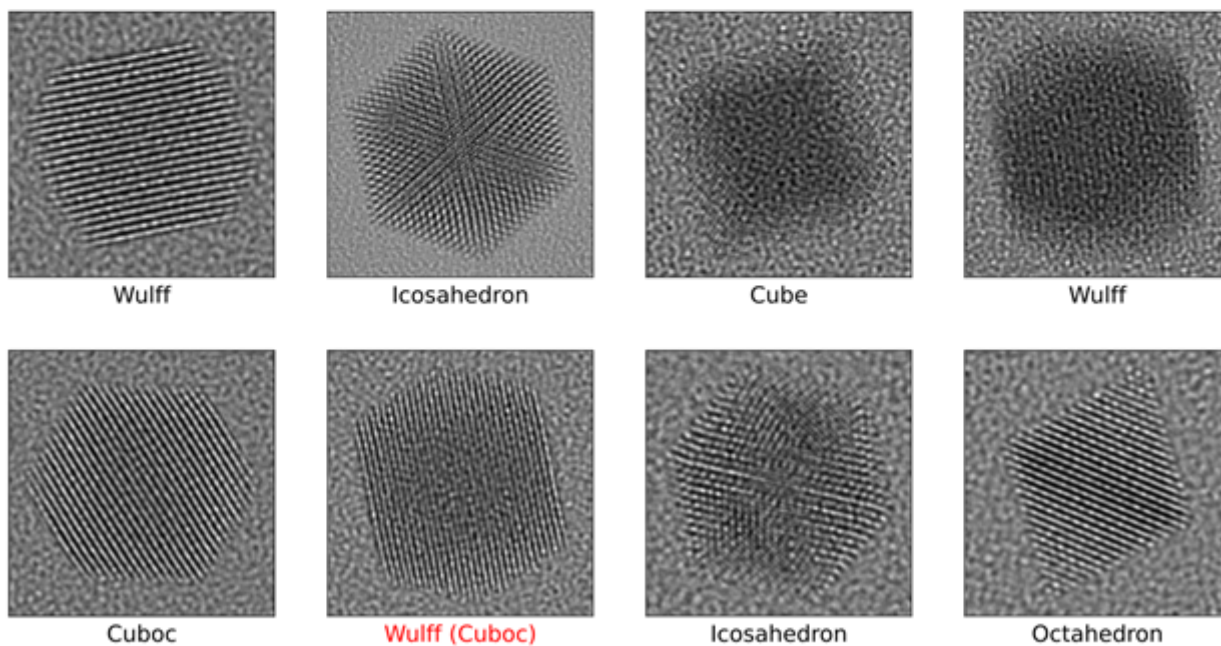 Wulff
Icosahedron
Cube
Wulff
Cuboc
Wulff (Cuboc)
Icosahedron
Octahedron